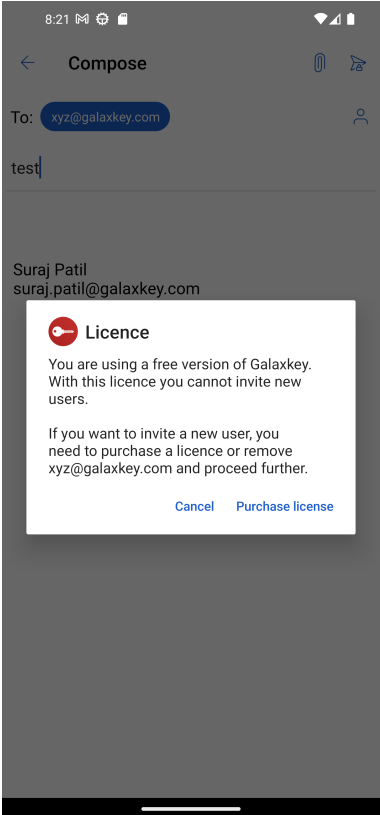 8:21
Compose
To: xyz@galaxkey.com
test
Suraj Patil
suraj.patil@galaxkey.com
Licence
You are using a free version of Galaxkey.
With this licence you cannot invite new
users.
If you want to invite a new user, you
need to purchase a licence or remove
xyz@galaxkey.com and proceed further.
Cancel Purchase license